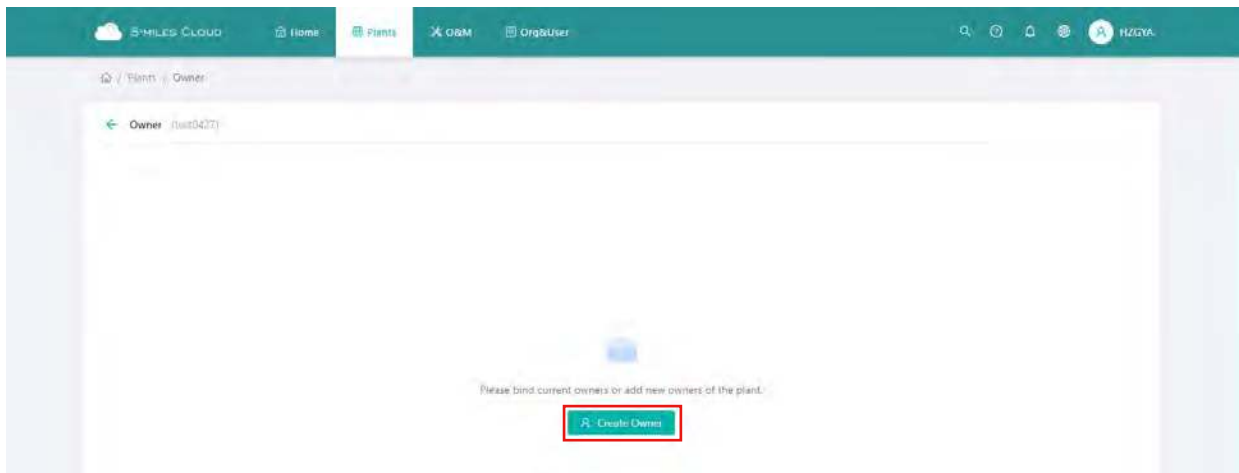 S-MILES CLOUD Home Plants O&M Org&User HZGYA
/ Plants / Owner
Owner (test0427)
Please bind current owners or add new owners of the plant.
Create Owner